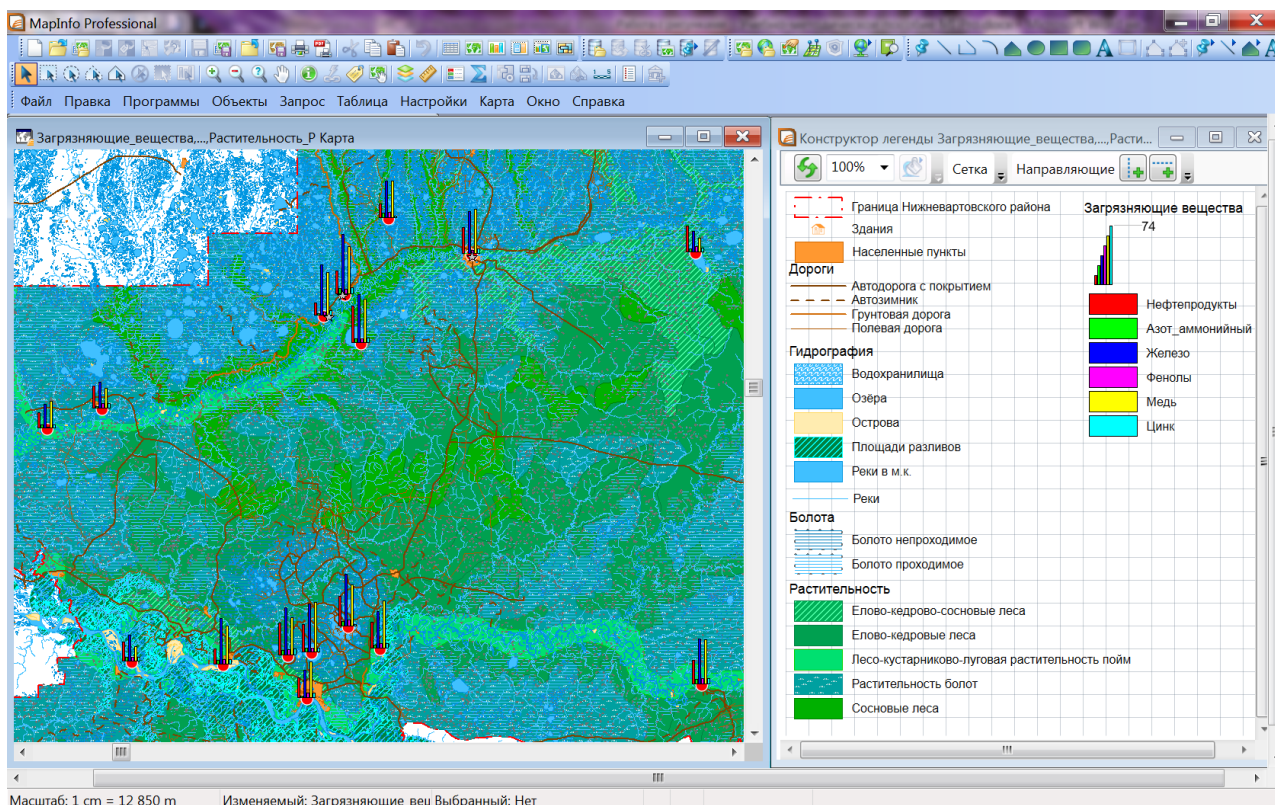 MapInfo Professional
Файл Правка Программы Объекты Запрос Таблица Настройки Карта Окно Справка
Загрязняющие_вещества,...,Растительность_Р Карта
Конструктор легенды Загрязняющие_вещества,...,Расти...
100% Сетка Направляющие
Граница Нижневартовского района
Здания
Населенные пункты
Дороги
Автодорога с покрытием
Автозимник
Грунтовая дорога
Полевая дорога
Гидрография
Водохранилища
Озёра
Острова
Площади разливов
Реки в м.к.
Реки
Болота
Болото непроходимое
Болото проходимое
Растительность
Елово-кедрово-сосновые леса
Елово-кедровые леса
Лесо-кустарниково-луговая растительность пойм
Растительность болот
Сосновые леса
Загрязняющие вещества
74
Нефтепродукты
Азот_аммонийный
Железо
Фенолы
Медь
Цинк
Масштаб: 1 cm = 12 850 m Изменяемый: Загрязняющие_вещ Выбранный: Нет